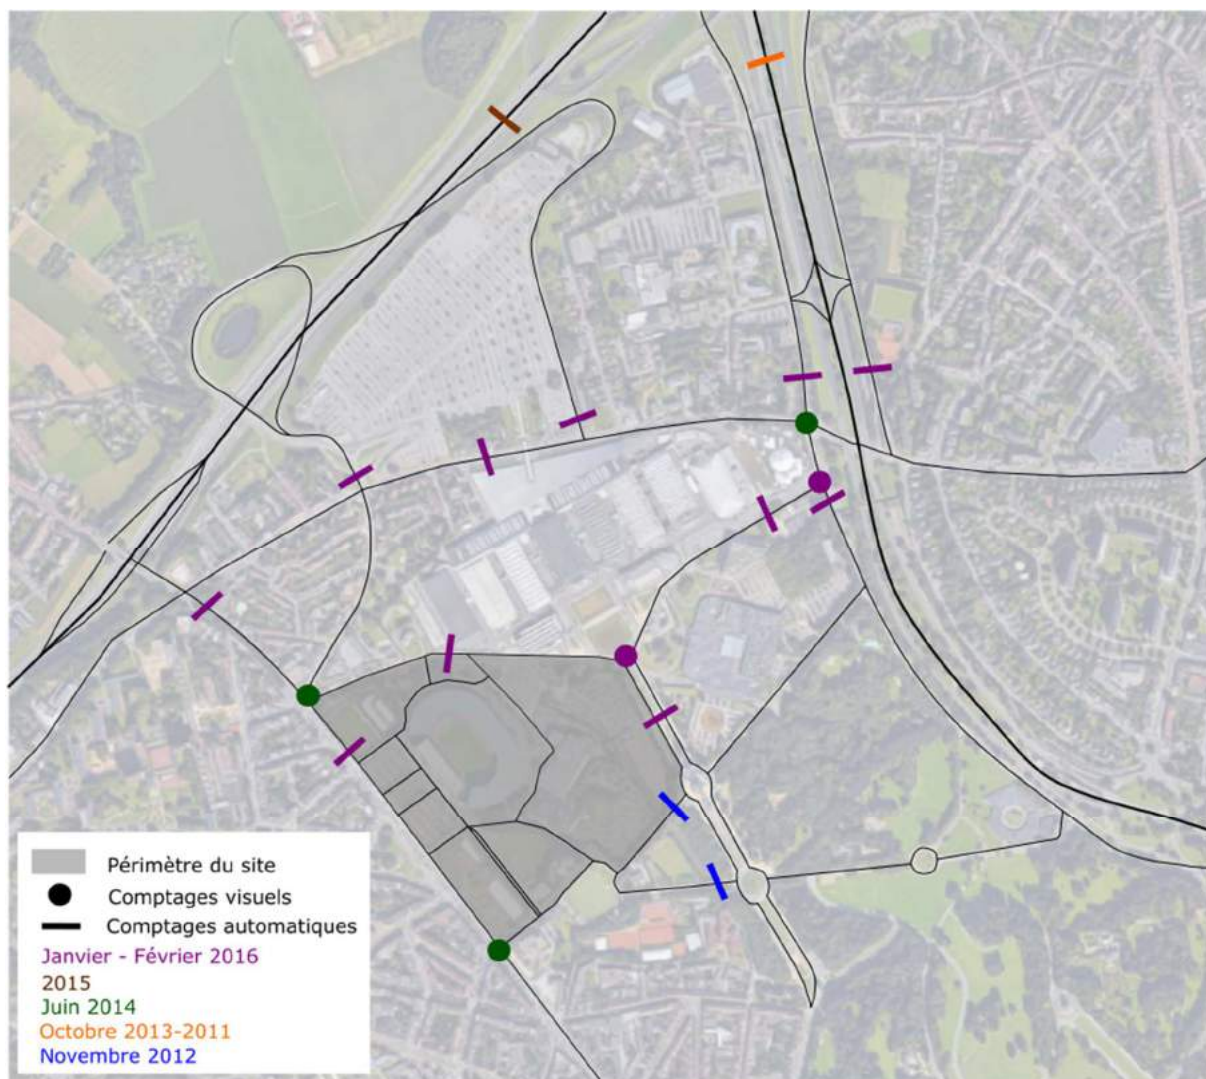 Périmètre du site
Comptages visuels
Comptages automatiques
Janvier - Février 2016
2015
Juin 2014
Octobre 2013-2011
Novembre 2012